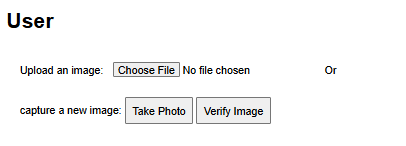 User
Upload an image: Choose File No file chosen Or
capture a new image: Take Photo Verify Image